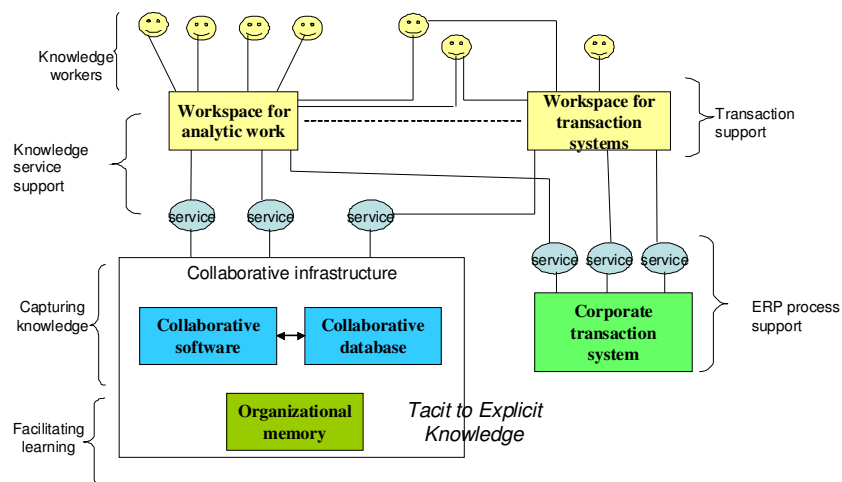 Knowledge
workers
Workspace for
analytic work
Workspace for
transaction
systems
Transaction
support
Knowledge
service
support
service
service
service
service
service
service
Collaborative infrastructure
Capturing
knowledge
Collaborative
software
Collaborative
database
Corporate
transaction
system
ERP process
support
Organizational
memory
Tacit to Explicit
Knowledge
Facilitating
learning